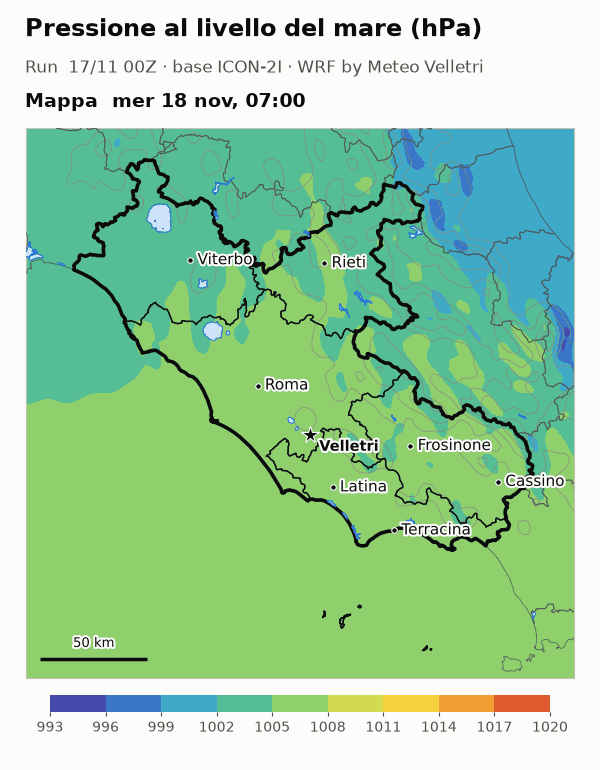 Pressione al livello del mare (hPa)
Run  17/11 00Z · base ICON-2I · WRF by Meteo Velletri
Mappa  mer 18 nov, 07:00
Viterbo
Rieti
Roma
Velletri
Frosinone
Latina
Cassino
Terracina
50 km
993 996 999 1002 1005 1008 1011 1014 1017 1020